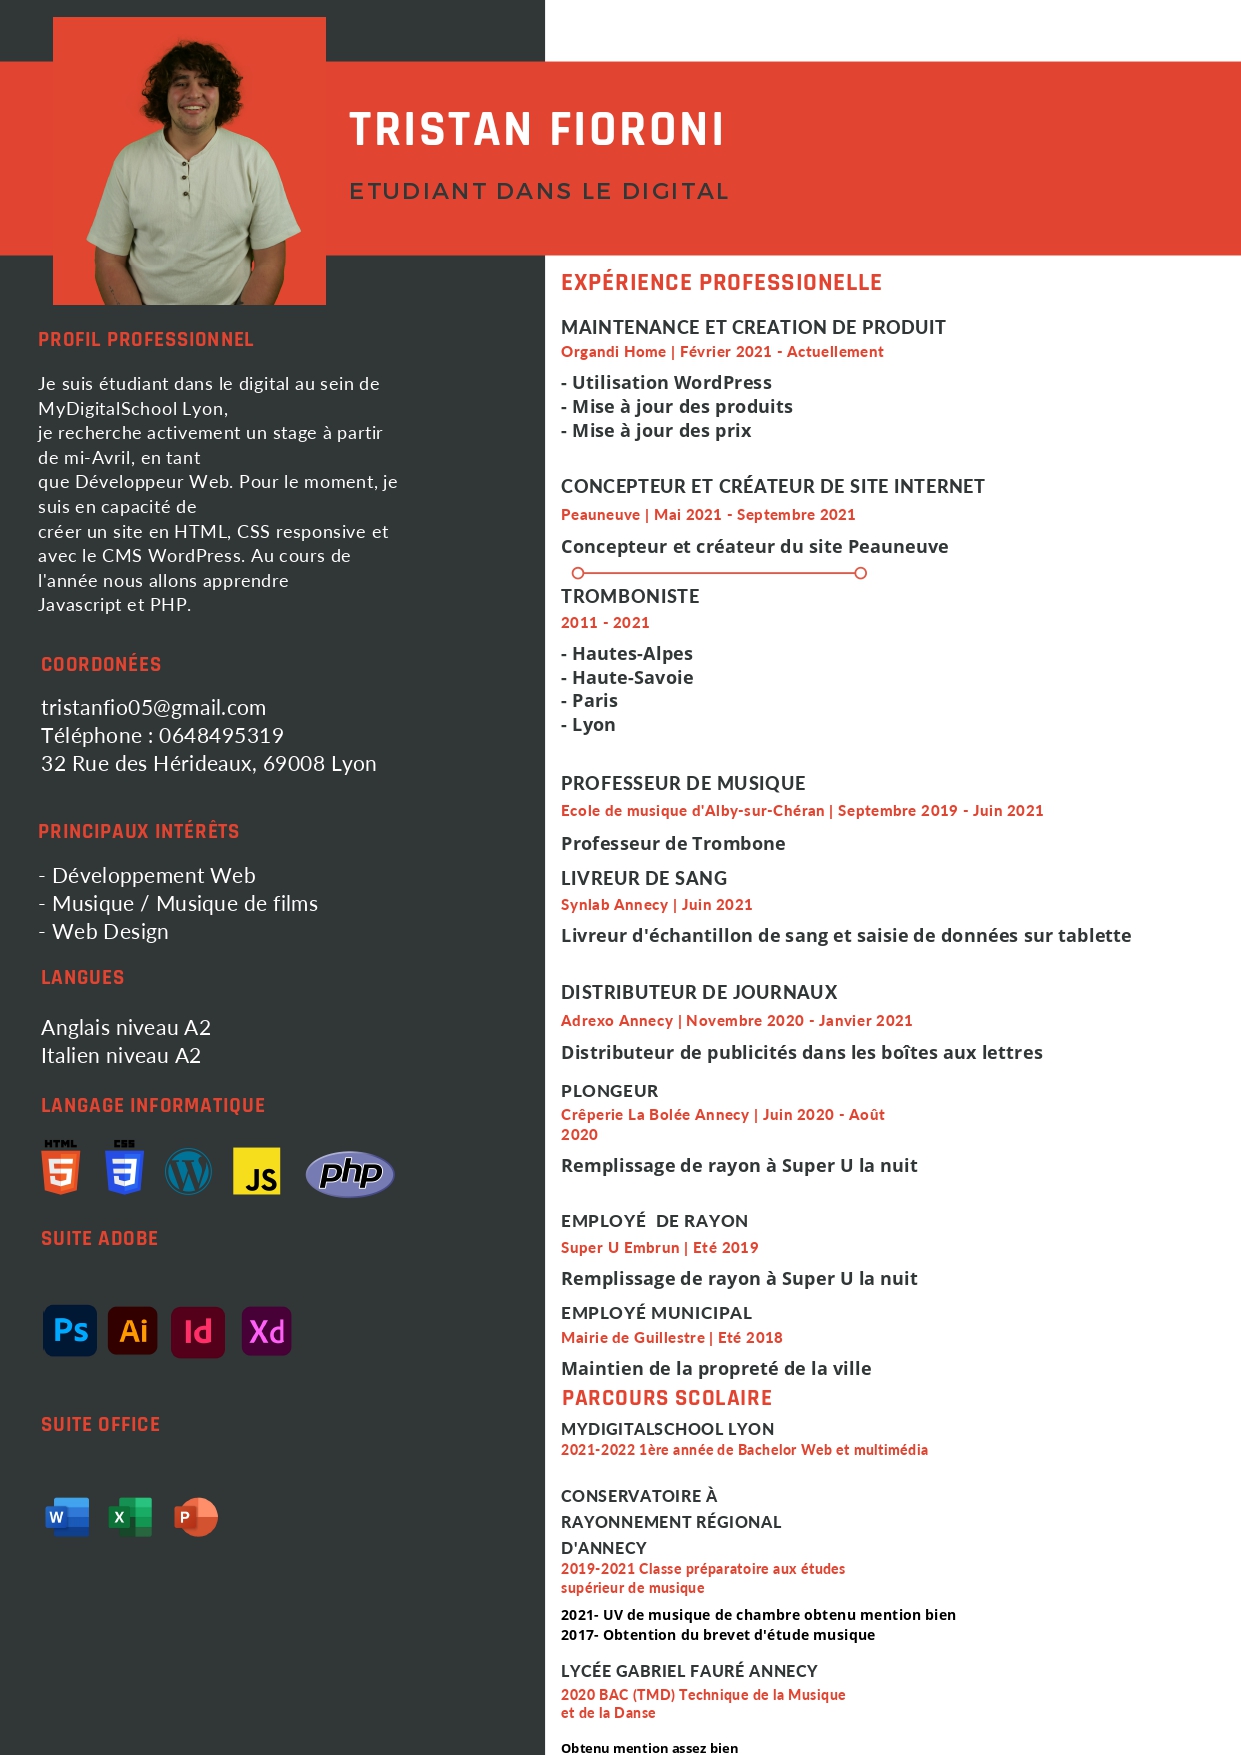 TRISTAN FIORONI
ETUDIANT DANS LE DIGITAL
PROFIL PROFESSIONNEL
Je suis étudiant dans le digital au sein de
MyDigitalSchool Lyon,
je recherche activement un stage à partir
de mi-Avril, en tant
que Développeur Web. Pour le moment, je
suis en capacité de
créer un site en HTML, CSS responsive et
avec le CMS WordPress. Au cours de
l'année nous allons apprendre
Javascript et PHP.
COORDONÉES
tristanfio05@gmail.com
Téléphone : 0648495319
32 Rue des Hérideaux, 69008 Lyon
PRINCIPAUX INTÉRÊTS
- Développement Web
- Musique / Musique de films
- Web Design
LANGUES
Anglais niveau A2
Italien niveau A2
LANGAGE INFORMATIQUE
HTML
5
CSS
3
W
JS
php
SUITE ADOBE
Ps
Ai
Id
Xd
SUITE OFFICE
W
X
P
EXPÉRIENCE PROFESSIONELLE
MAINTENANCE ET CREATION DE PRODUIT
Organdi Home | Février 2021 - Actuellement
- Utilisation WordPress
- Mise à jour des produits
- Mise à jour des prix
CONCEPTEUR ET CRÉATEUR DE SITE INTERNET
Peauneuve | Mai 2021 - Septembre 2021
Concepteur et créateur du site Peauneuve
TROMBONISTE
2011 - 2021
- Hautes-Alpes
- Haute-Savoie
- Paris
- Lyon
PROFESSEUR DE MUSIQUE
Ecole de musique d'Alby-sur-Chéran | Septembre 2019 - Juin 2021
Professeur de Trombone
LIVREUR DE SANG
Synlab Annecy | Juin 2021
Livreur d'échantillon de sang et saisie de données sur tablette
DISTRIBUTEUR DE JOURNAUX
Adrexo Annecy | Novembre 2020 - Janvier 2021
Distributeur de publicités dans les boîtes aux lettres
PLONGEUR
Crêperie La Bolée Annecy | Juin 2020 - Août
2020
Remplissage de rayon à Super U la nuit
EMPLOYÉ  DE RAYON
Super U Embrun | Eté 2019
Remplissage de rayon à Super U la nuit
EMPLOYÉ MUNICIPAL
Mairie de Guillestre | Eté 2018
Maintien de la propreté de la ville
PARCOURS SCOLAIRE
MYDIGITALSCHOOL LYON
2021-2022 1ère année de Bachelor Web et multimédia
CONSERVATOIRE À
RAYONNEMENT RÉGIONAL
D'ANNECY
2019-2021 Classe préparatoire aux études
supérieur de musique
2021- UV de musique de chambre obtenu mention bien
2017- Obtention du brevet d'étude musique
LYCÉE GABRIEL FAURÉ ANNECY
2020 BAC (TMD) Technique de la Musique
et de la Danse
Obtenu mention assez bien